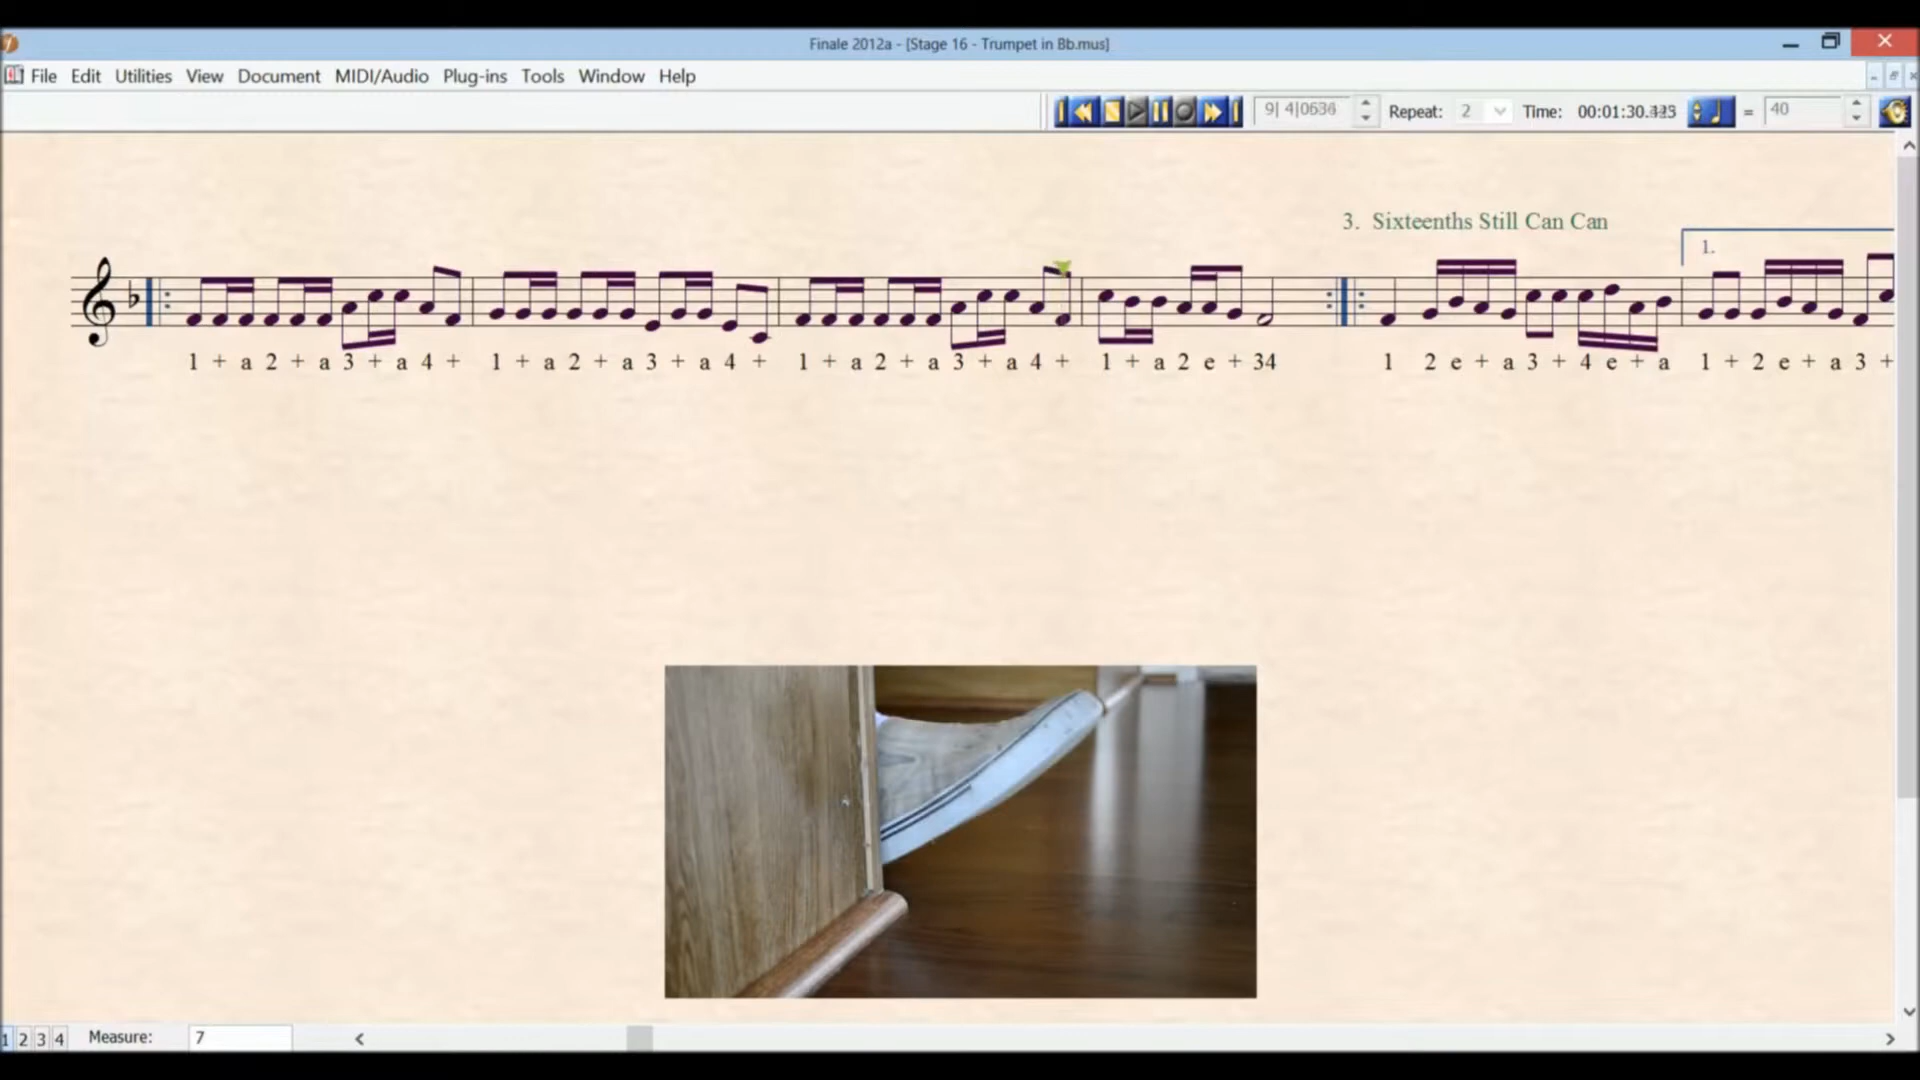 Finale 2012a - [Stage 16 - Trumpet in Bb.mus]
File Edit Utilities View Document MIDI/Audio Plug-ins Tools Window Help
9| 4|0636 Repeat: 2 Time: = 40
3. Sixteenths Still Can Can
1.
1 + a 2 + a 3 + a 4 + 1 + a 2 + a 3 + a 4 + 1 + a 2 + a 3 + a 4 + 1 + a 2 e + 34 1 2 e + a 3 + 4 e + a 1 + 2 e + a 3 +
1 2 3 4 Measure: 7